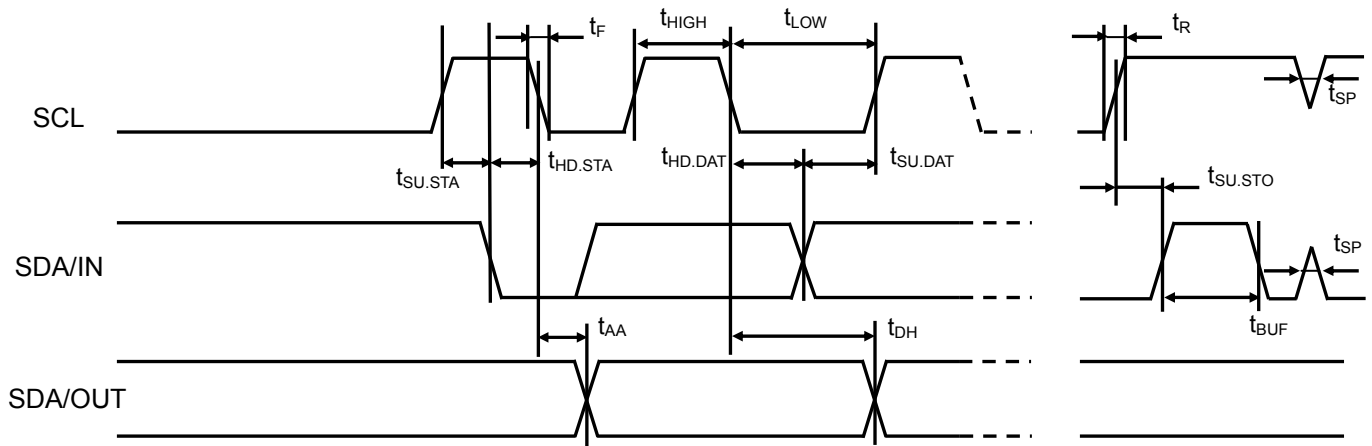 tF
tHIGH
tLOW
tR
SCL
tSP
tSU.STA
tHD.STA
tHD.DAT
tSU.DAT
tSU.STO
SDA/IN
tSP
tBUF
tAA
tDH
SDA/OUT